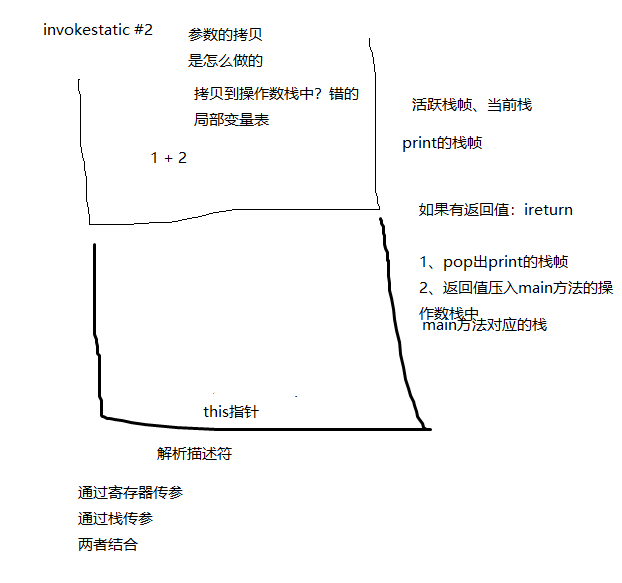 invokestatic #2
参数的拷贝
是怎么做的
拷贝到操作数栈中？错的
局部变量表
1 + 2
活跃栈帧、当前栈
print的栈帧
如果有返回值：ireturn
1、pop出print的栈帧
2、返回值压入main方法的操
作数栈中
main方法对应的栈
this指针
解析描述符
通过寄存器传参
通过栈传参
两者结合